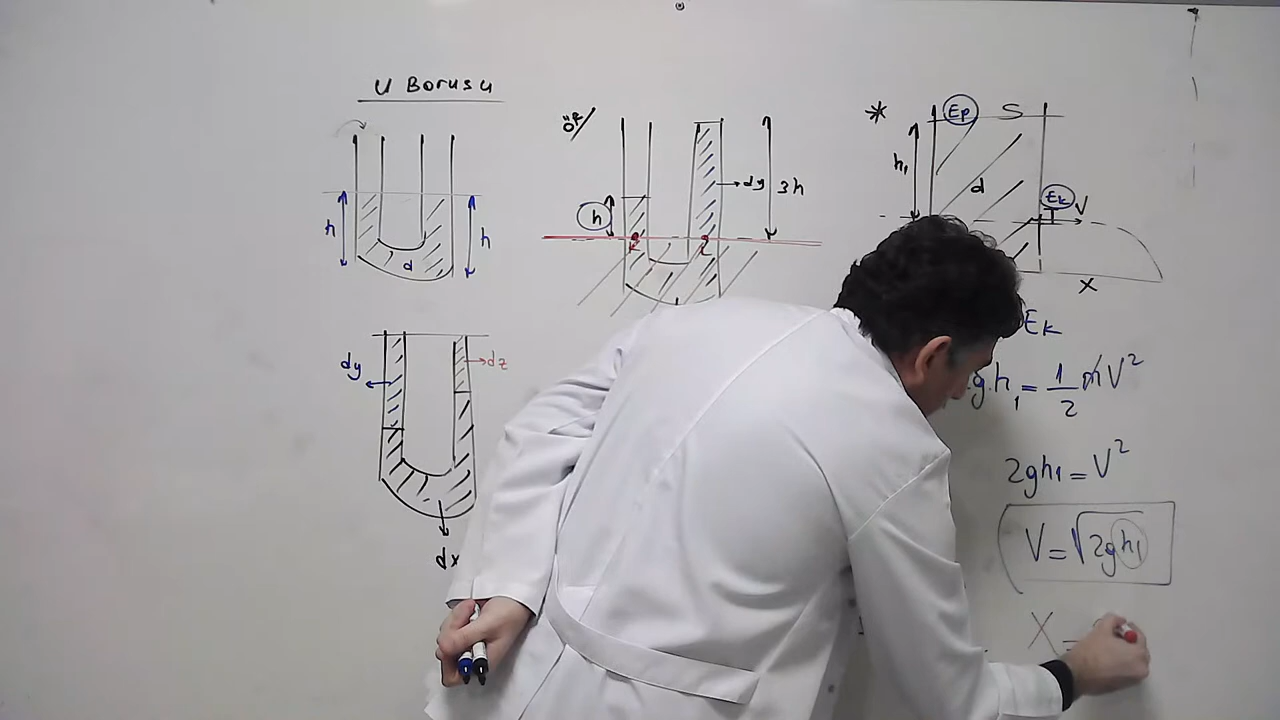 U Borusu
h
h
d
dy
dz
dx
ÖR/
h
dy
3h
K
L
*
Ep
S
h₁
d
Ek
V
X
Ek
g.h₁ = 1/2 mV²
2gh₁ = V²
V = √2gh₁
X =